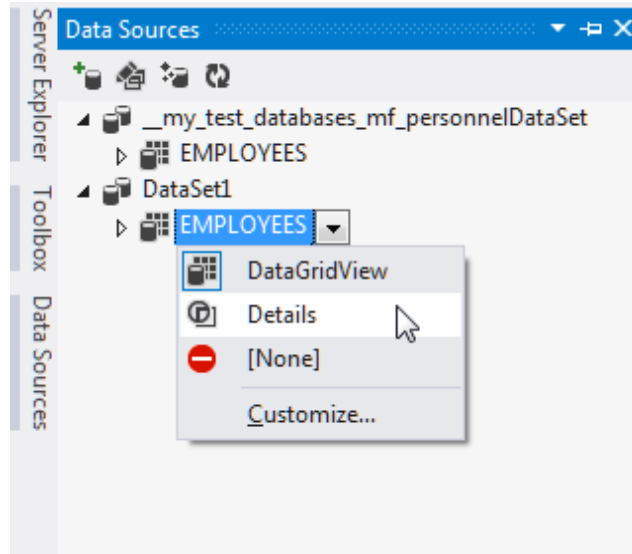 Server Explorer
Toolbox
Data Sources
Data Sources
__my_test_databases_mf_personnelDataSet
EMPLOYEES
DataSet1
EMPLOYEES
DataGridView
Details
[None]
Customize...